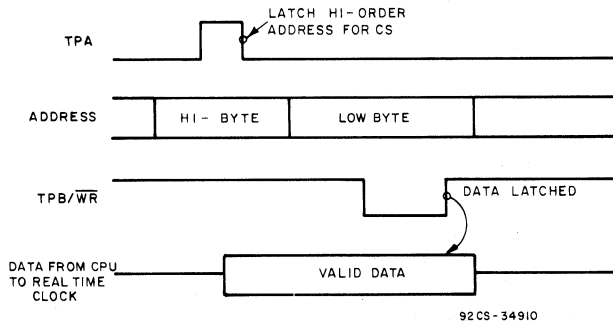 LATCH HI-ORDER
ADDRESS FOR CS
TPA
ADDRESS
HI- BYTE
LOW BYTE
TPB/W̅R̅
DATA LATCHED
DATA FROM CPU
TO REAL TIME
CLOCK
VALID DATA
92CS-34910